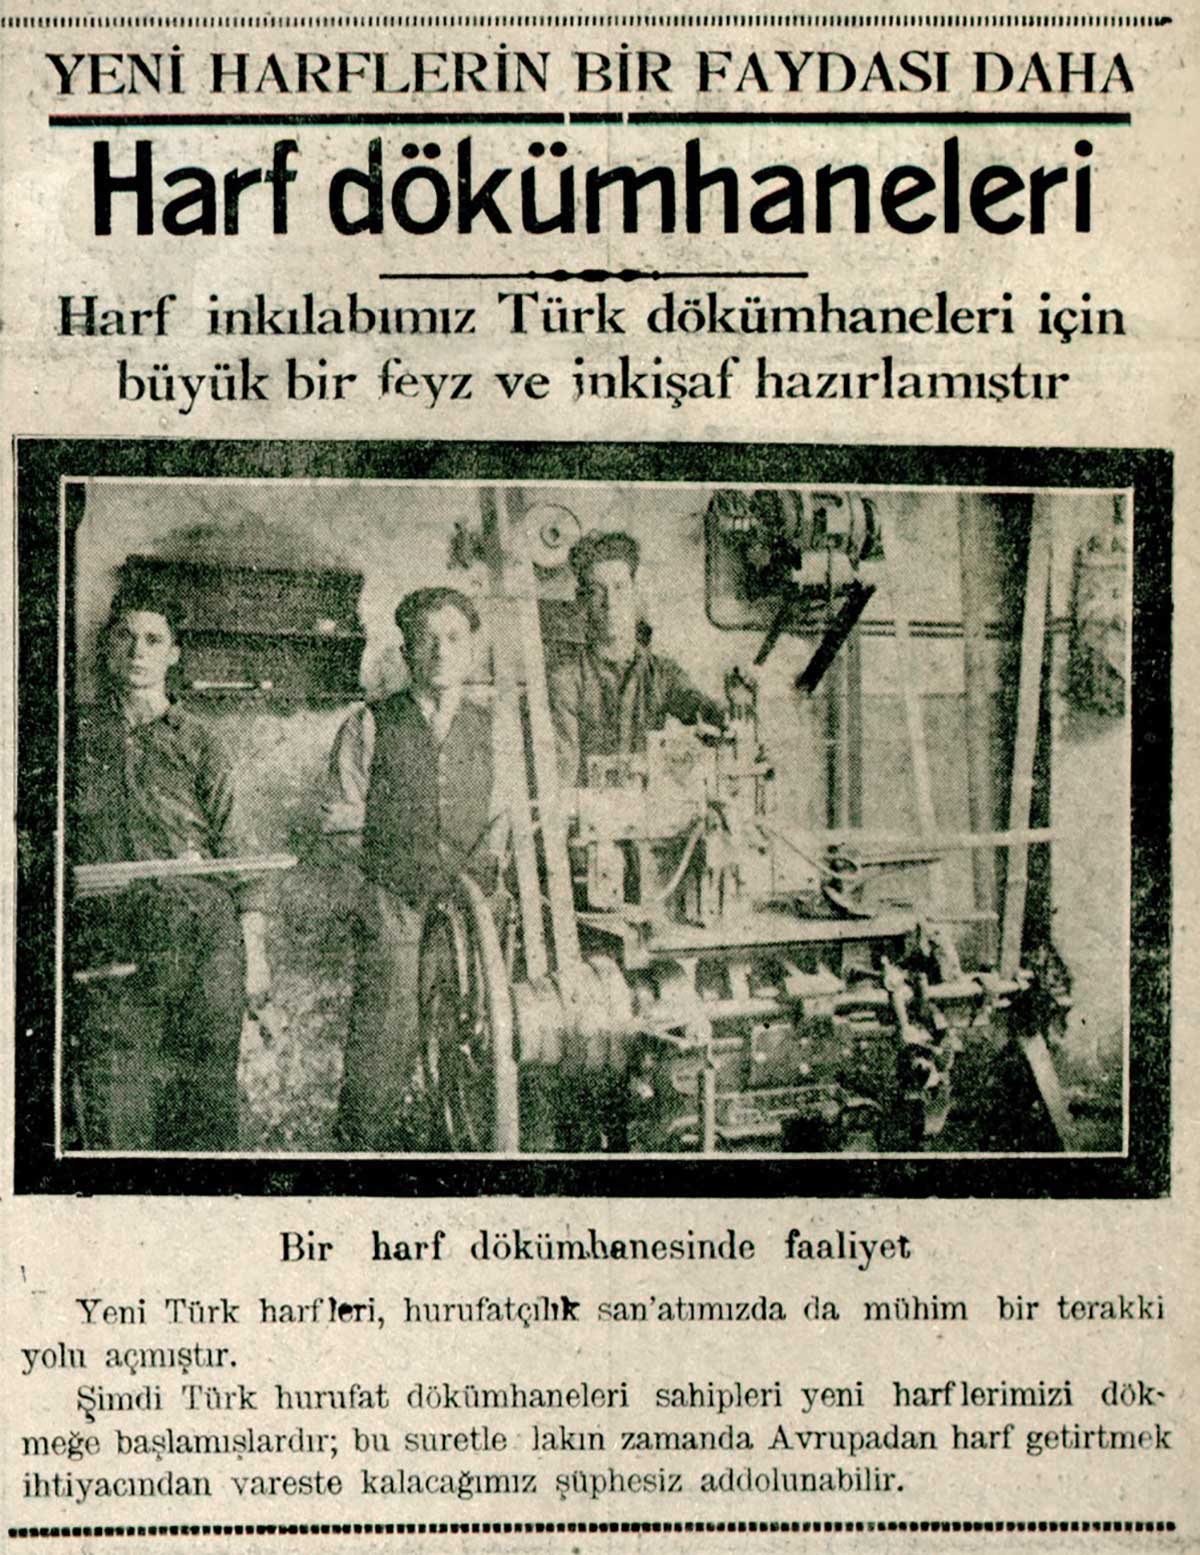 YENİ HARFLERİN BİR FAYDASI DAHA
Harf dökümhaneleri
Harf inkılabımız Türk dökümhaneleri için
büyük bir feyz ve inkişaf hazırlamıştır
Bir harf dökümhanesinde faaliyet
Yeni Türk harfleri, hurufatçılık san'atımızda da mühim bir terakki
yolu açmıştır.
Şimdi Türk hurufat dökümhaneleri sahipleri yeni harflerimizi dök-
meğe başlamışlardır; bu suretle lakın zamanda Avrupadan harf getirtmek
ihtiyacından vareste kalacağımız şüphesiz addolunabilir.